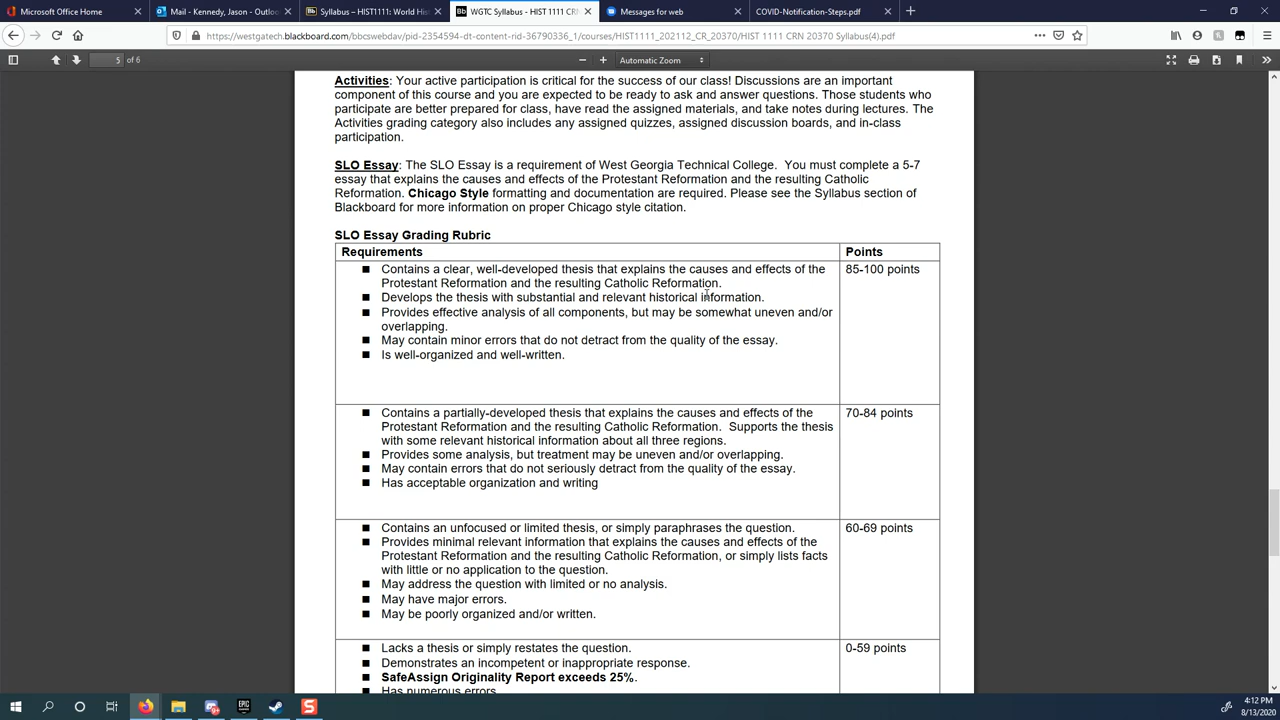 Microsoft Office Home
Mail - Kennedy, Jason - Outloo
Syllabus – HIST1111: World His
WGTC Syllabus - HIST 1111 CRN
Messages for web
COVID-Notification-Steps.pdf
https://westgatech.blackboard.com/bbcswebdav/pid-2354594-dt-content-rid-36790336_1/courses/HIST1111_202112_CR_20370/HIST 1111 CRN 20370 Syllabus(4).pdf
5 of 6
Automatic Zoom
Activities: Your active participation is critical for the success of our class! Discussions are an important
component of this course and you are expected to be ready to ask and answer questions. Those students who
participate are better prepared for class, have read the assigned materials, and take notes during lectures. The
Activities grading category also includes any assigned quizzes, assigned discussion boards, and in-class
participation.
SLO Essay: The SLO Essay is a requirement of West Georgia Technical College. You must complete a 5-7
essay that explains the causes and effects of the Protestant Reformation and the resulting Catholic
Reformation. Chicago Style formatting and documentation are required. Please see the Syllabus section of
Blackboard for more information on proper Chicago style citation.
SLO Essay Grading Rubric
Requirements Points
■ Contains a clear, well-developed thesis that explains the causes and effects of the 85-100 points
Protestant Reformation and the resulting Catholic Reformation.
■ Develops the thesis with substantial and relevant historical information.
■ Provides effective analysis of all components, but may be somewhat uneven and/or
overlapping.
■ May contain minor errors that do not detract from the quality of the essay.
■ Is well-organized and well-written.
■ Contains a partially-developed thesis that explains the causes and effects of the 70-84 points
Protestant Reformation and the resulting Catholic Reformation. Supports the thesis
with some relevant historical information about all three regions.
■ Provides some analysis, but treatment may be uneven and/or overlapping.
■ May contain errors that do not seriously detract from the quality of the essay.
■ Has acceptable organization and writing
■ Contains an unfocused or limited thesis, or simply paraphrases the question. 60-69 points
■ Provides minimal relevant information that explains the causes and effects of the
Protestant Reformation and the resulting Catholic Reformation, or simply lists facts
with little or no application to the question.
■ May address the question with limited or no analysis.
■ May have major errors.
■ May be poorly organized and/or written.
■ Lacks a thesis or simply restates the question. 0-59 points
■ Demonstrates an incompetent or inappropriate response.
■ SafeAssign Originality Report exceeds 25%.
■ Has numerous errors
4:12 PM
8/13/2020